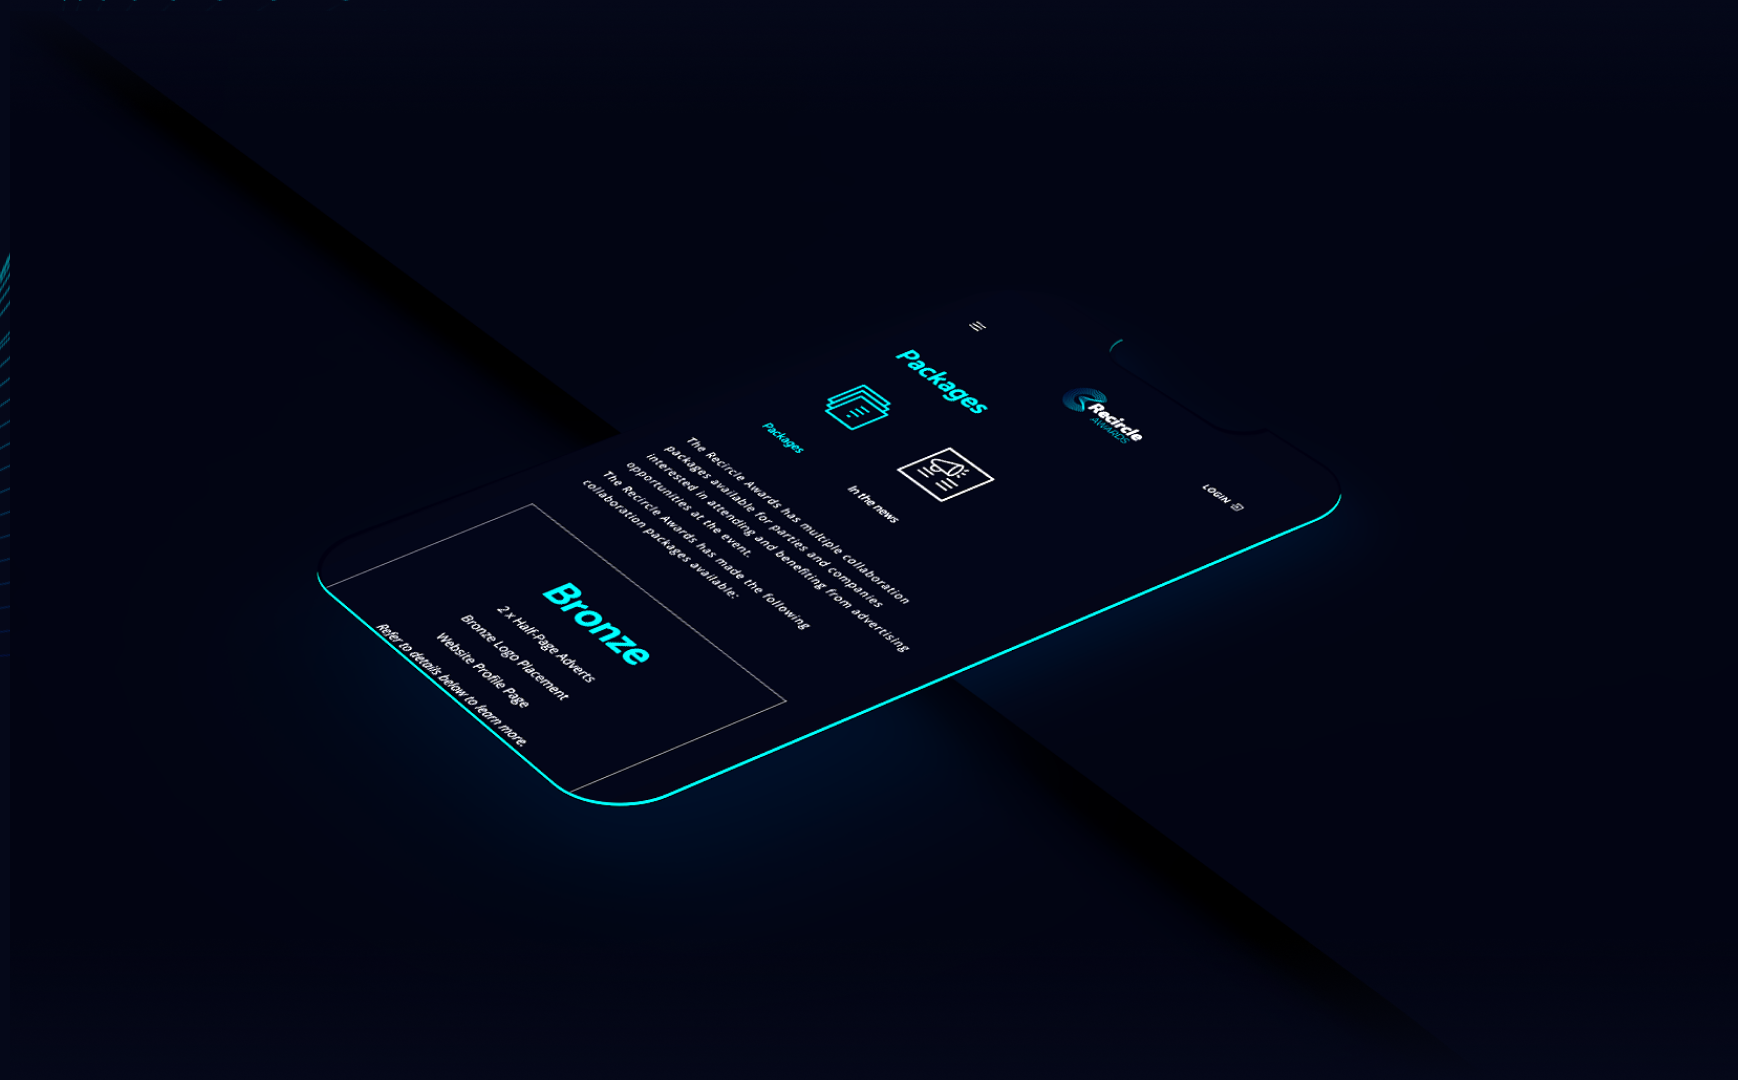 Recircle
AWARDS
LOGIN
Packages
Packages
In the news
The Recircle Awards has multiple collaboration
packages available for parties and companies
interested in attending and benefiting from advertising
opportunities at the event.
The Recircle Awards has made the following
collaboration packages available:
Bronze
2 x Half-Page Adverts
Bronze Logo Placement
Website Profile Page
Refer to details below to learn more.